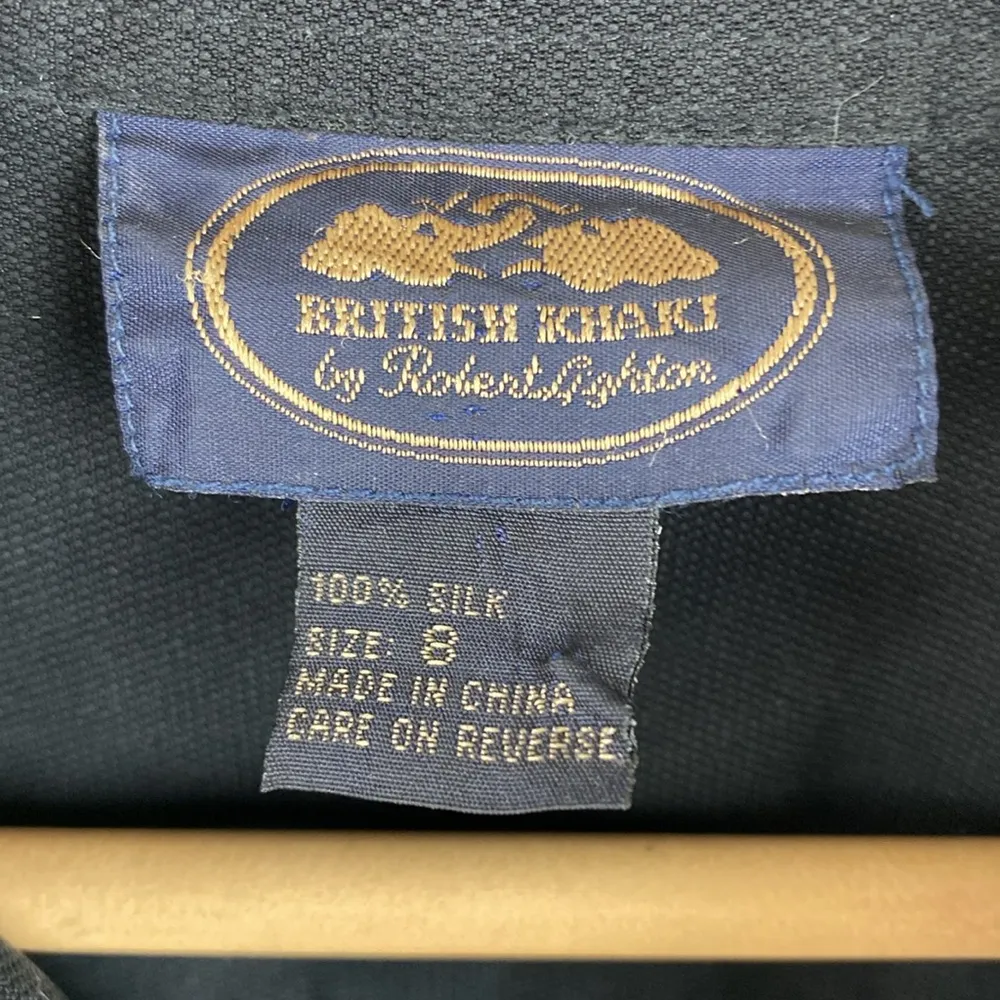 BRITISH KHAKI
by Robert Lighton
100% SILK
SIZE: 8
MADE IN CHINA
CARE ON REVERSE